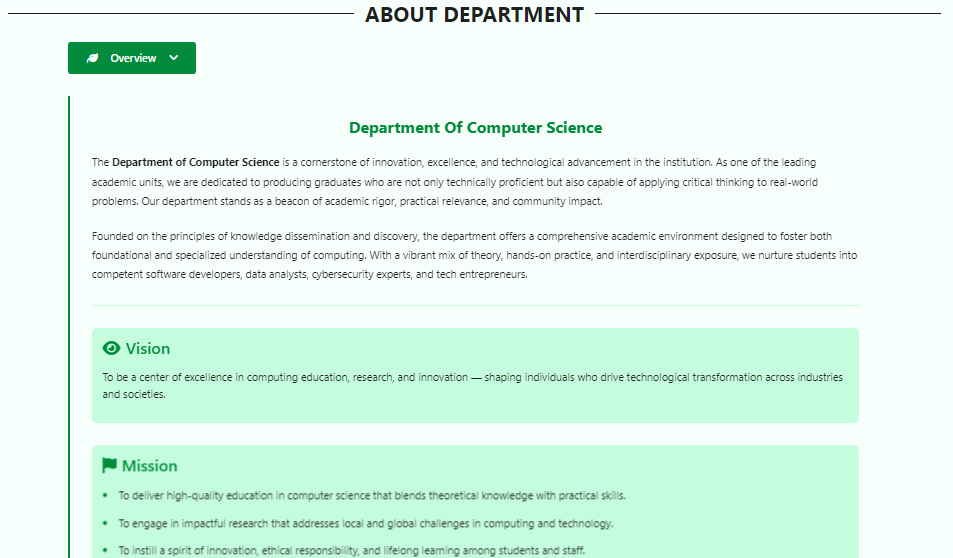 ABOUT DEPARTMENT
Overview
Department Of Computer Science
The Department of Computer Science is a cornerstone of innovation, excellence, and technological advancement in the institution. As one of the leading
academic units, we are dedicated to producing graduates who are not only technically proficient but also capable of applying critical thinking to real-world
problems. Our department stands as a beacon of academic rigor, practical relevance, and community impact.
Founded on the principles of knowledge dissemination and discovery, the department offers a comprehensive academic environment designed to foster both
foundational and specialized understanding of computing. With a vibrant mix of theory, hands-on practice, and interdisciplinary exposure, we nurture students into
competent software developers, data analysts, cybersecurity experts, and tech entrepreneurs.
Vision
To be a center of excellence in computing education, research, and innovation — shaping individuals who drive technological transformation across industries
and societies.
Mission
• To deliver high-quality education in computer science that blends theoretical knowledge with practical skills.
• To engage in impactful research that addresses local and global challenges in computing and technology.
• To instill a spirit of innovation, ethical responsibility, and lifelong learning among students and staff.